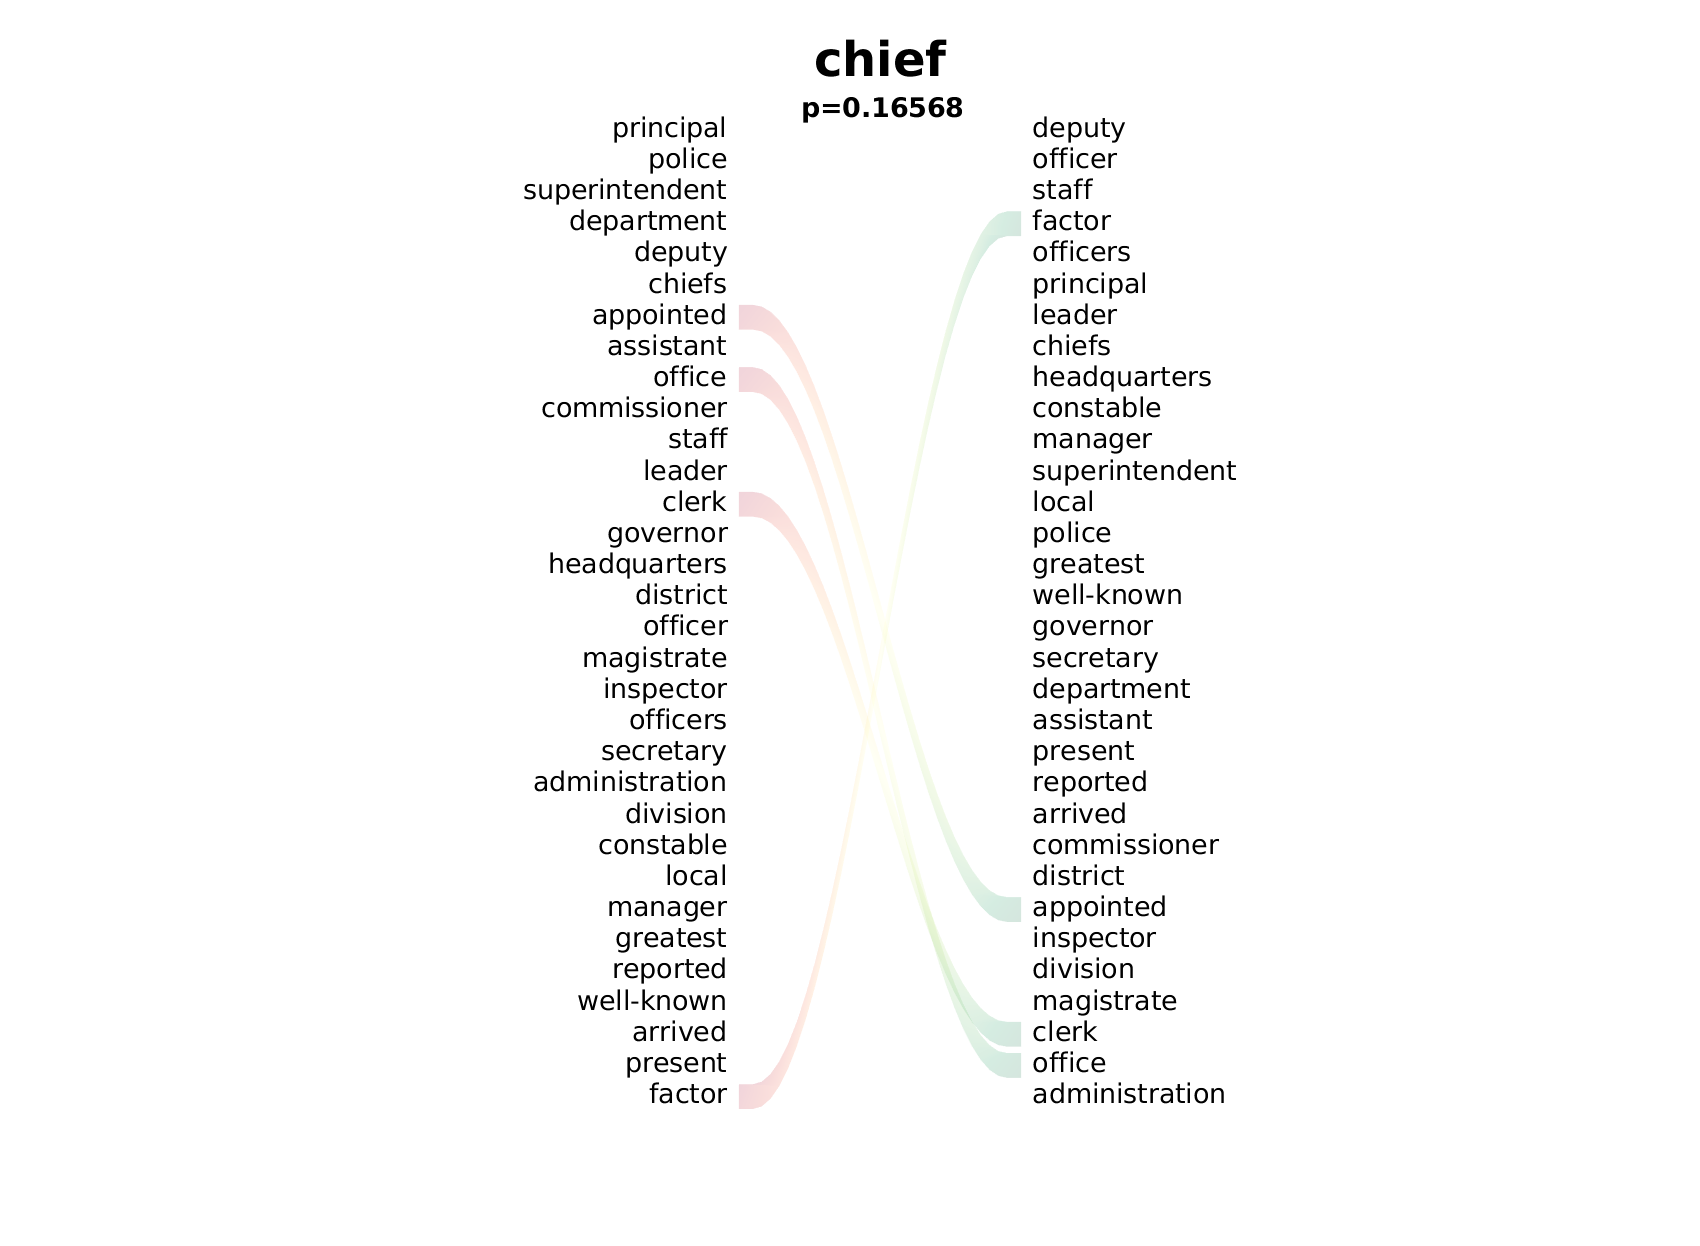 chief
p=0.16568
principal
police
superintendent
department
deputy
chiefs
appointed
assistant
office
commissioner
staff
leader
clerk
governor
headquarters
district
officer
magistrate
inspector
officers
secretary
administration
division
constable
local
manager
greatest
reported
well-known
arrived
present
factor
deputy
officer
staff
factor
officers
principal
leader
chiefs
headquarters
constable
manager
superintendent
local
police
greatest
well-known
governor
secretary
department
assistant
present
reported
arrived
commissioner
district
appointed
inspector
division
magistrate
clerk
office
administration